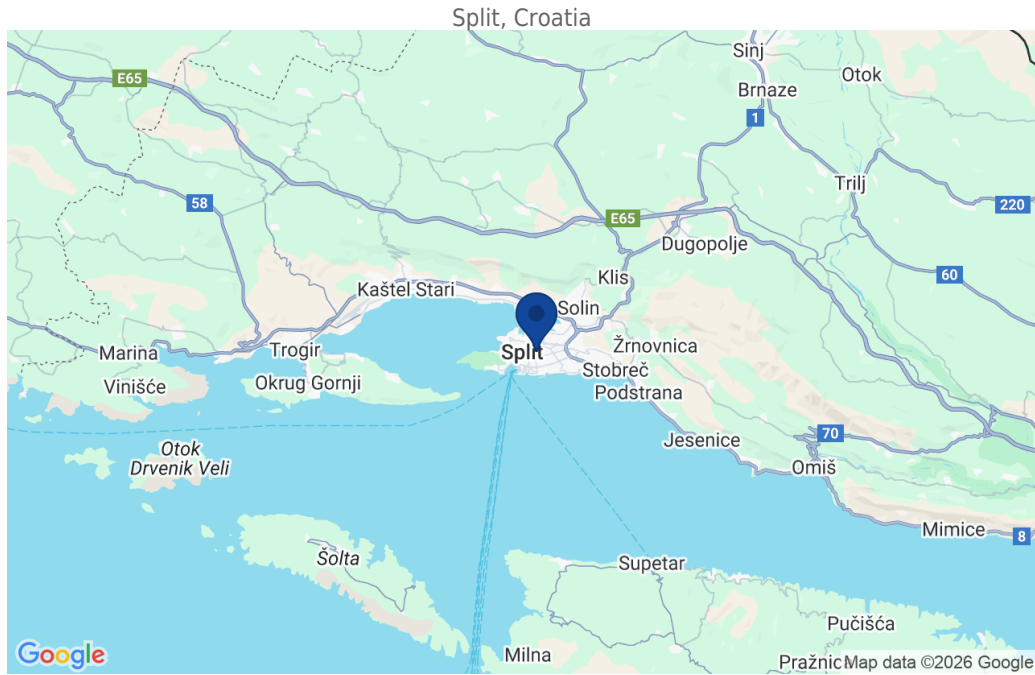 Split, Croatia
Sinj
Otok
E65
Brnaze
1
Trilj
58
220
E65
Dugopolje
60
Klis
Kaštel Stari
Solin
Žrnovnica
Trogir
Marina
Split
Stobreč
Vinišće
Okrug Gornji
Podstrana
70
Jesenice
Otok
Drvenik Veli
Omiš
Mimice
8
Šolta
Supetar
Pučišća
Google
Milna
Map data ©2026 Google